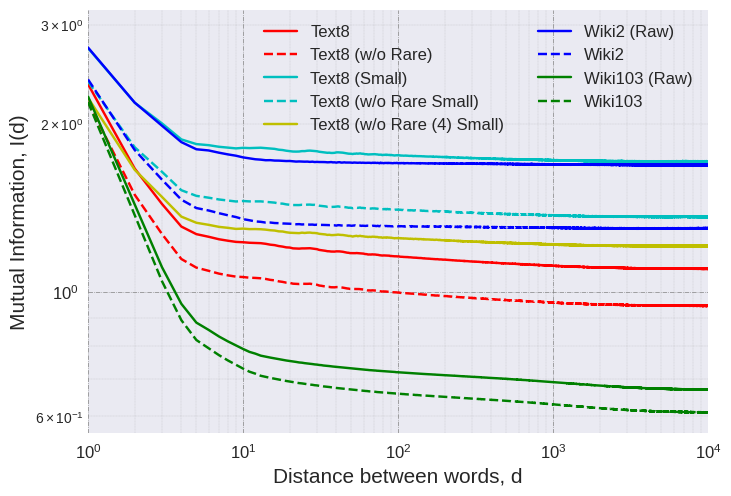 3×10⁰
2×10⁰
10⁰
6×10⁻¹
Mutual Information, I(d)
Text8
Text8 (w/o Rare)
Text8 (Small)
Text8 (w/o Rare Small)
Text8 (w/o Rare (4) Small)
Wiki2 (Raw)
Wiki2
Wiki103 (Raw)
Wiki103
10⁰ 10¹ 10² 10³ 10⁴
Distance between words, d